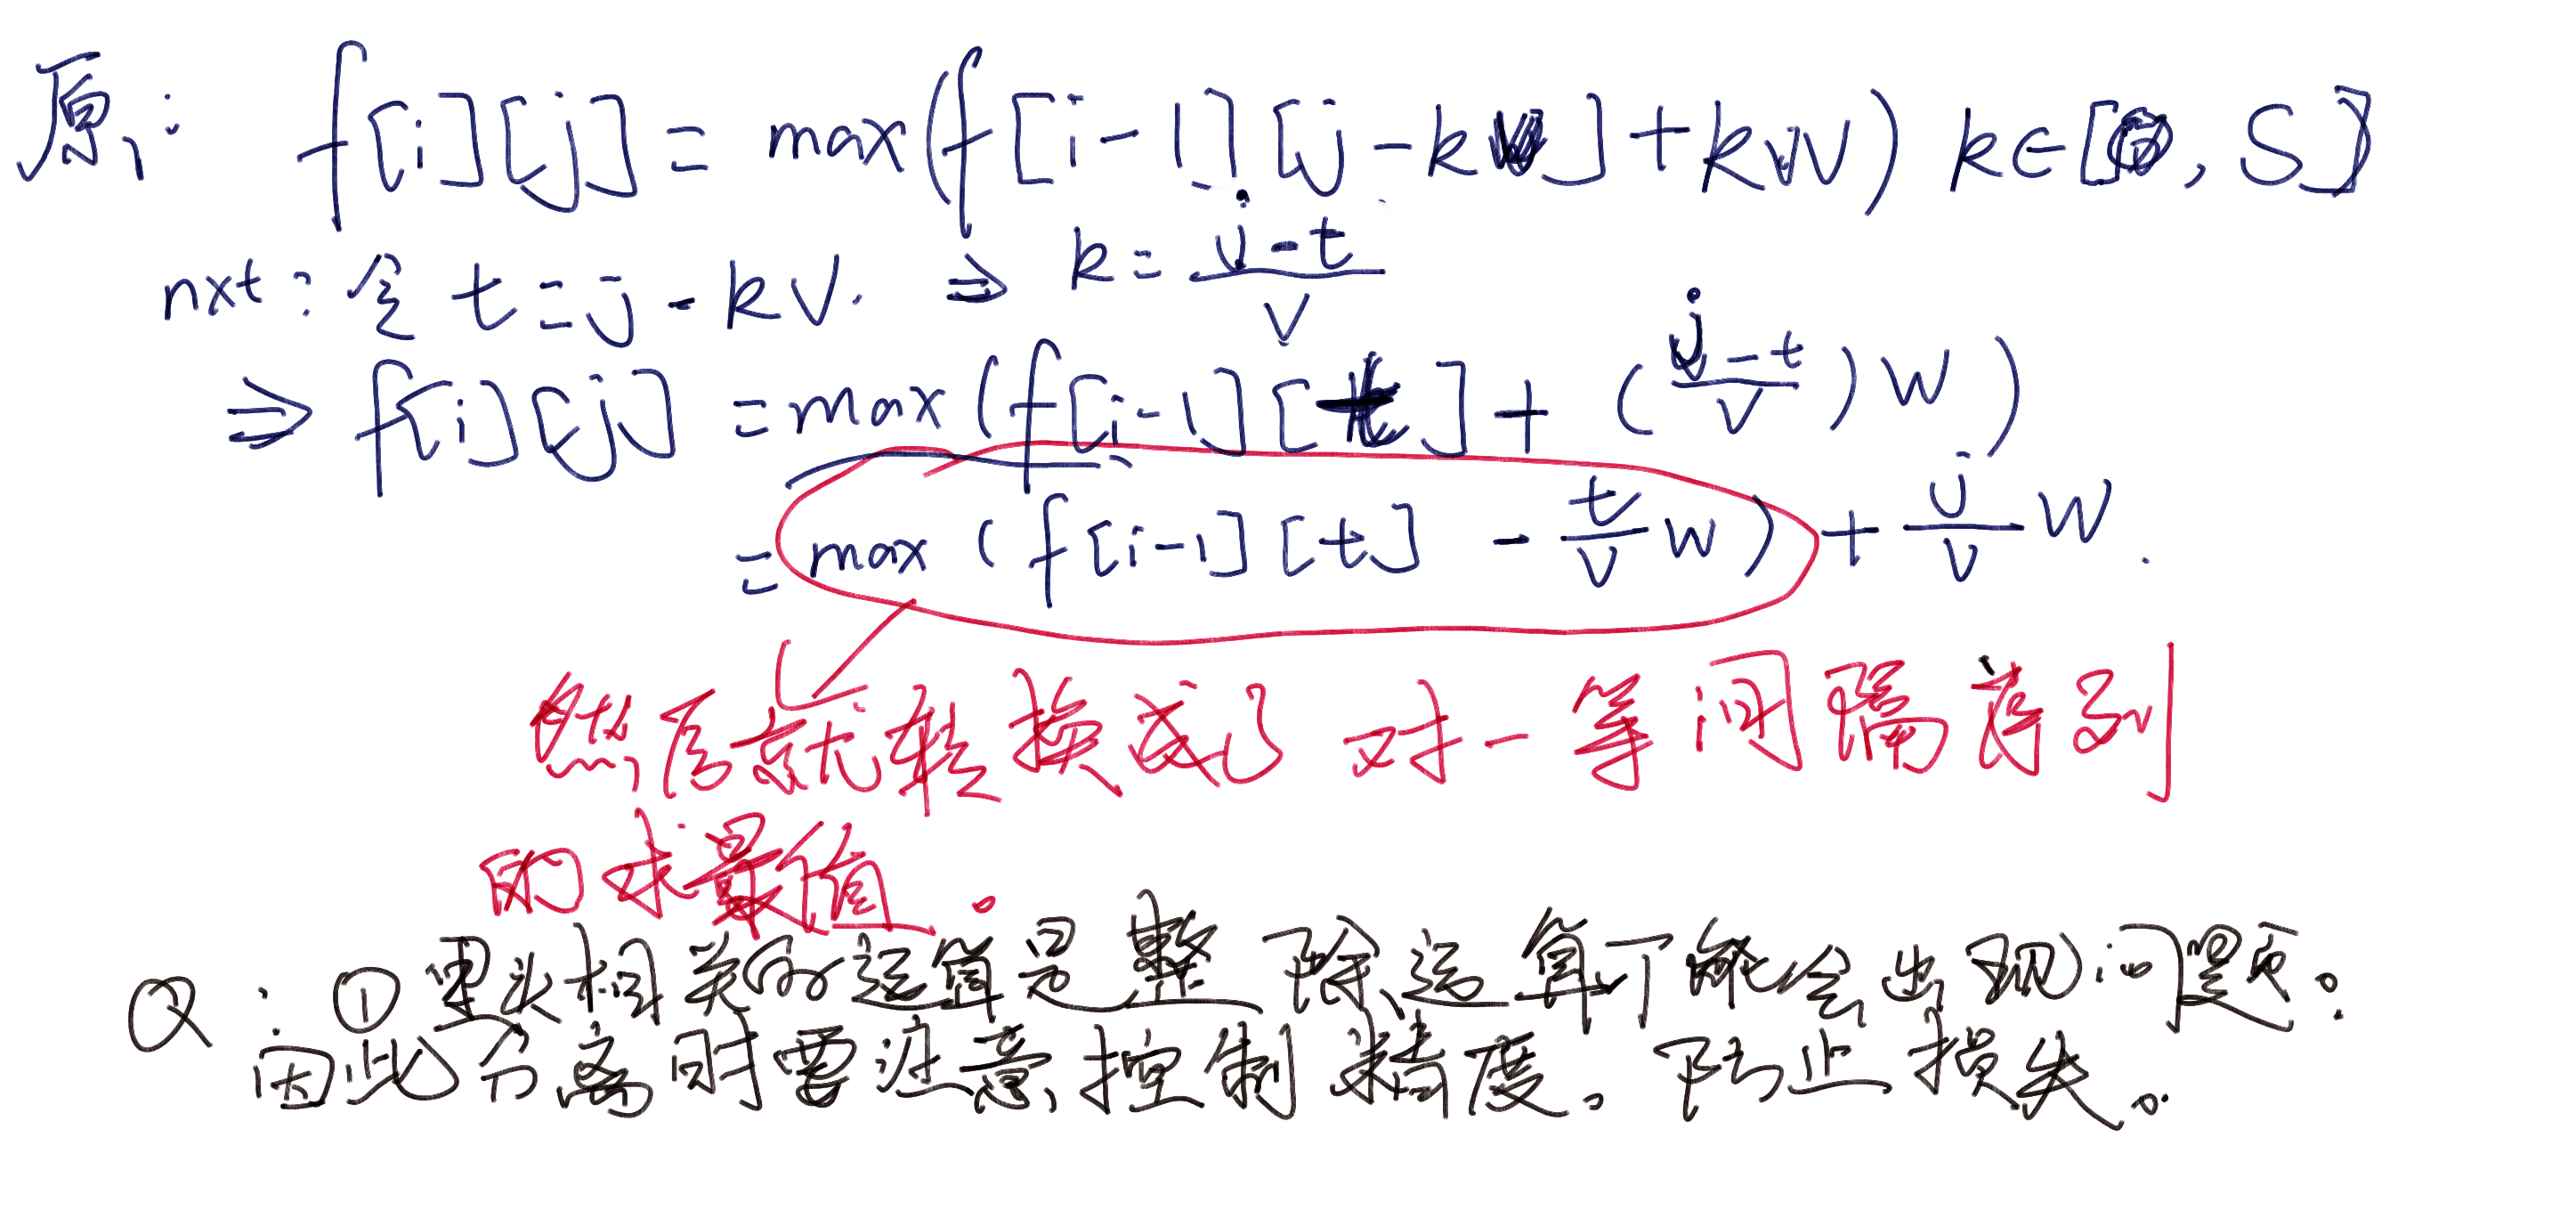 原: f[i][j] = max(f[i-1][j-kV]+kW) k∈[0,S]
nxt: 令 t=j-kV. ⇒ k=\frac{j-t}{V}
⇒ f[i][j] =max(f[i-1][t]+(\frac{j-t}{V})W)
=max(f[i-1][t] -\frac{t}{V}W)+\frac{j}{V}W.
然后就转换成了对一等间隔序列
的求最值。
Q:①里头相关的运算是整除,运算可能会出现问题。
因此分离时要注意控制精度。防止损失。